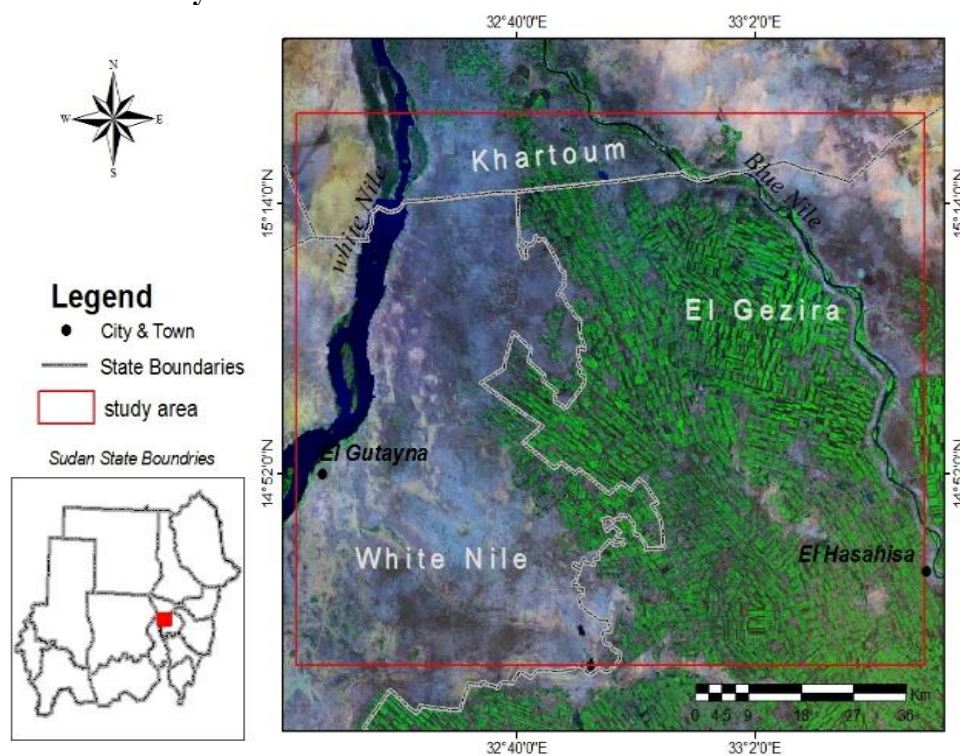 32°40'0"E 33°2'0"E
N
W E
S
15°14'0"N
15°14'0"N
Khartoum
white Nile
Blue Nile
El Gezira
Legend
City & Town
State Boundaries
study area
Sudan State Boundries
El Gutayna
14°52'0"N
14°52'0"N
White Nile
El Hasahisa
Km
0 4.5 9 18 27 36
32°40'0"E 33°2'0"E